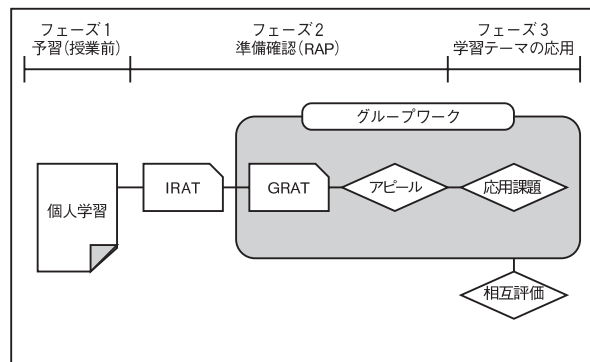 フェーズ1
予習(授業前)
フェーズ2
準備確認(RAP)
フェーズ3
学習テーマの応用
グループワーク
個人学習
IRAT
GRAT
アピール
応用課題
相互評価